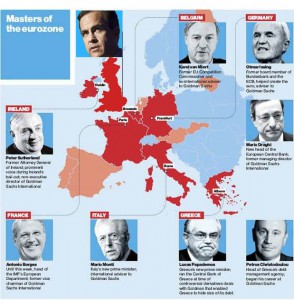 Masters of
the eurozone
BELGIUM
Karel van Miert
Former EU Competition
Commissioner and
international adviser
to Goldman Sachs
GERMANY
Otmar Issing
Former board member of
Bundesbank and the
ECB, helped create the
euro, adviser to
Goldman Sachs
Brussels
Paris
Frankfurt
Rome
Athens
IRELAND
Peter Sutherland
Former Attorney General
of Ireland, prominent
voice during Ireland's
bail-out, non-executive
director of Goldman
Sachs International
Mario Draghi
New head of the
European Central Bank,
former managing director
of Goldman Sachs
International
FRANCE
Antonio Borges
Until this week, head of
the IMF's European
Department; former vice
chairman of Goldman
Sachs International
ITALY
Mario Monti
Italy's new prime minister,
international adviser to
Goldman Sachs
GREECE
Lucas Papademos
Greece's new prime minister,
ran the Central Bank of
Greece at time of
controversial derivatives deals
with Goldman that enabled
Greece to hide size of its debt
Petros Christodoulou
Head of Greece's debt
management agency,
began his career at
Goldman Sachs